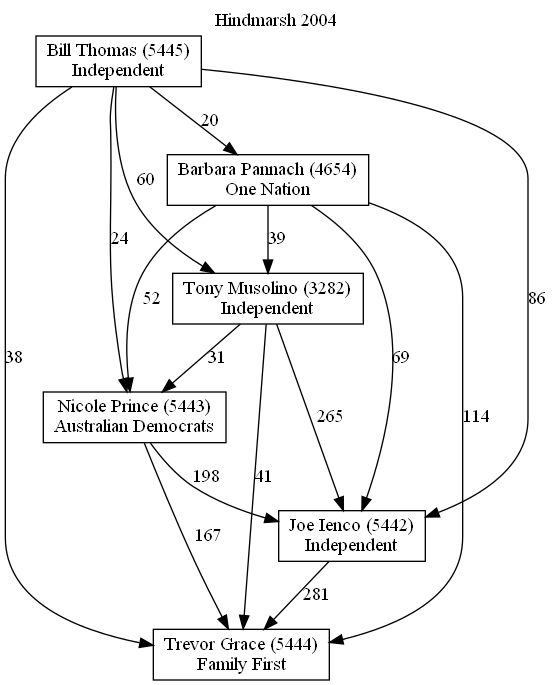 Hindmarsh 2004
Bill Thomas (5445)
Independent
20
Barbara Pannach (4654)
One Nation
60
24
39
52
Tony Musolino (3282)
Independent
86
38
31
69
Nicole Prince (5443)
Australian Democrats
265
114
198
41
Joe Ienco (5442)
Independent
167
281
Trevor Grace (5444)
Family First